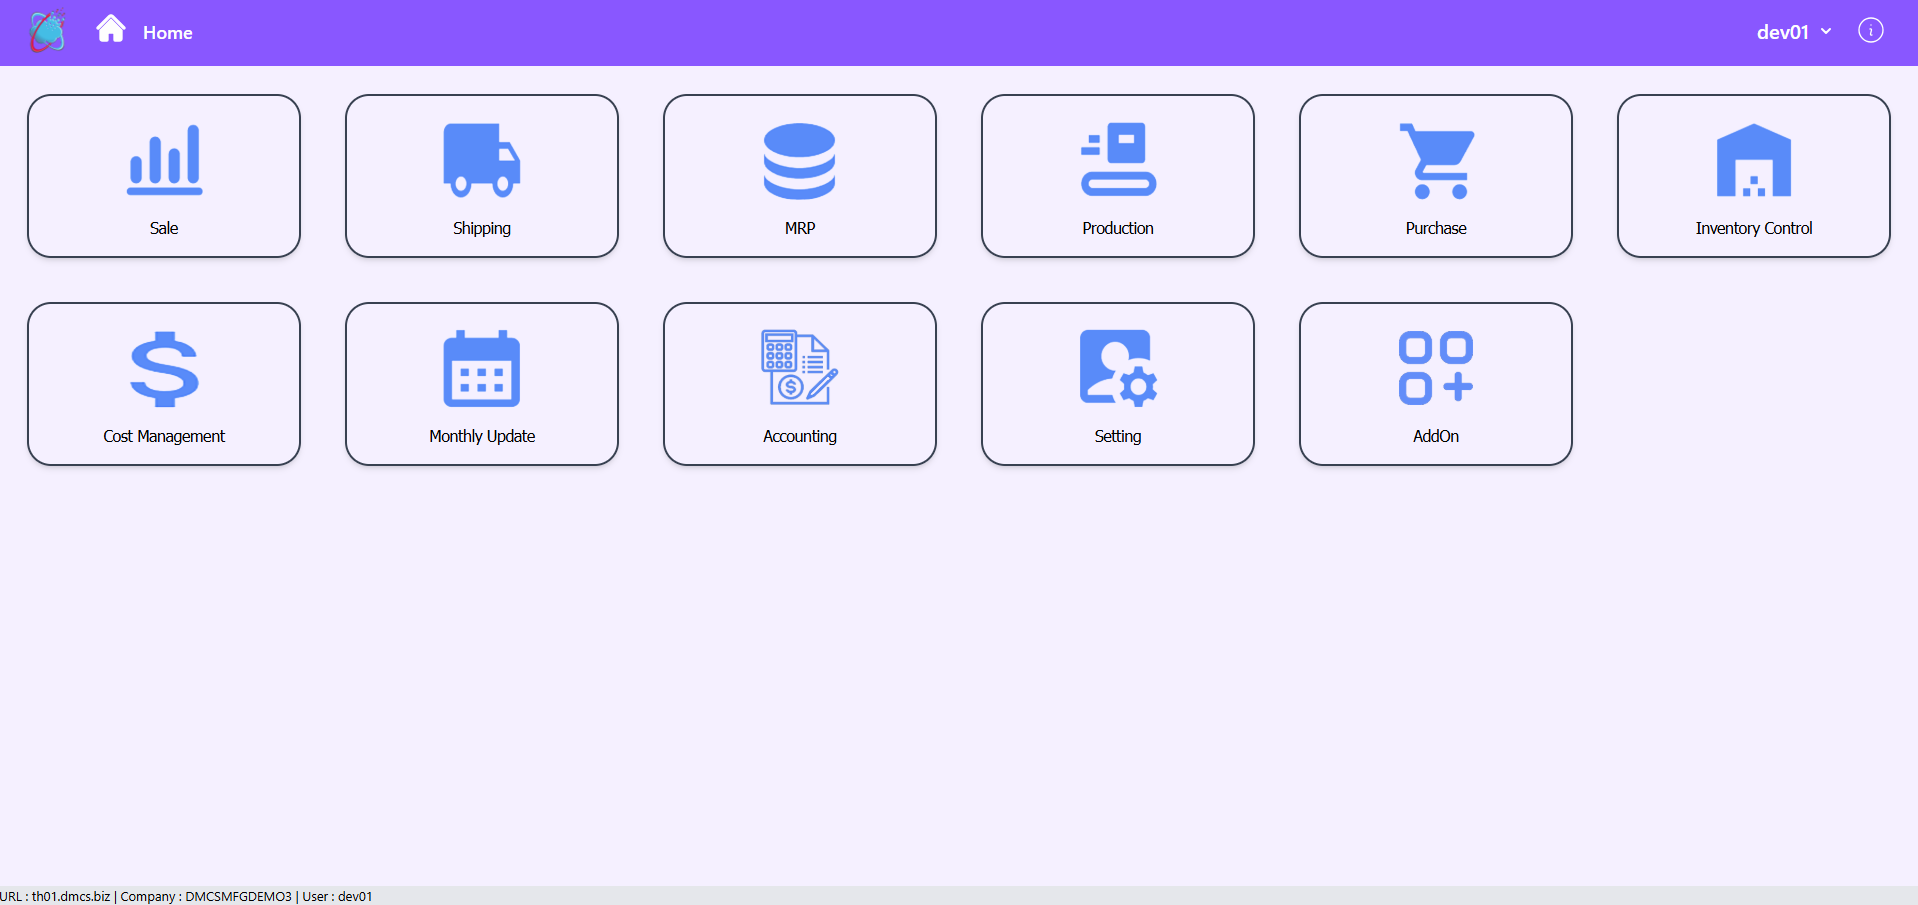 Home
dev01
Sale
Shipping
MRP
Production
Purchase
Inventory Control
Cost Management
Monthly Update
Accounting
Setting
AddOn
URL : th01.dmcs.biz | Company : DMCSMFGDEMO3 | User : dev01